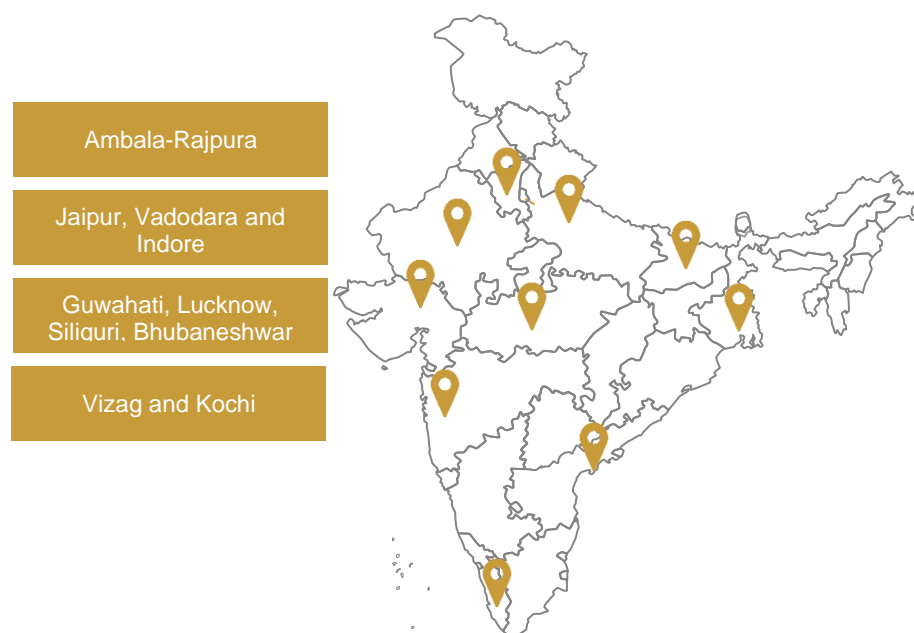 Ambala-Rajpura
Jaipur, Vadodara and
Indore
Guwahati, Lucknow,
Siliguri, Bhubaneshwar
Vizag and Kochi